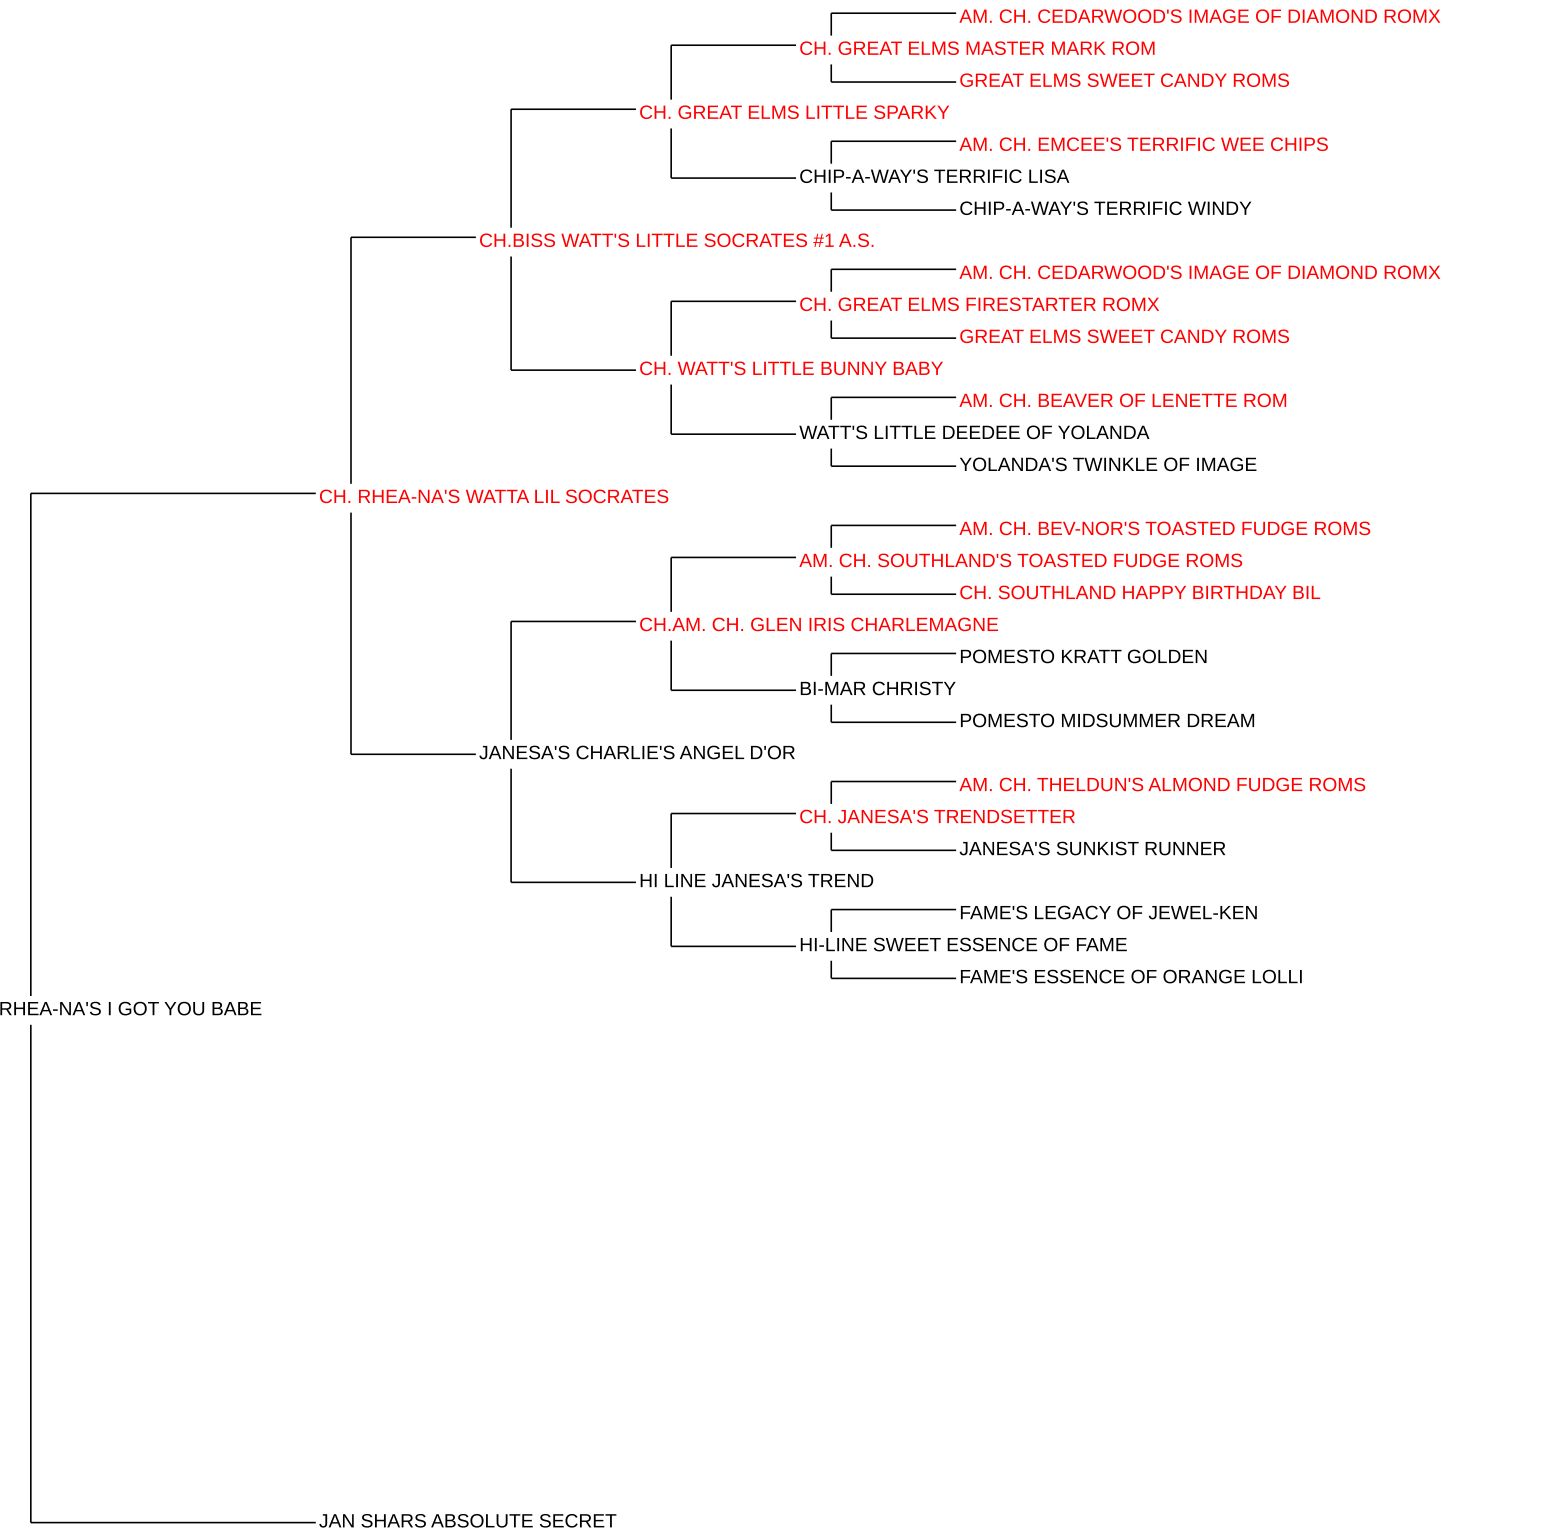 AM. CH. CEDARWOOD'S IMAGE OF DIAMOND ROMX
CH. GREAT ELMS MASTER MARK ROM
GREAT ELMS SWEET CANDY ROMS
CH. GREAT ELMS LITTLE SPARKY
AM. CH. EMCEE'S TERRIFIC WEE CHIPS
CHIP-A-WAY'S TERRIFIC LISA
CHIP-A-WAY'S TERRIFIC WINDY
CH.BISS WATT'S LITTLE SOCRATES #1 A.S.
AM. CH. CEDARWOOD'S IMAGE OF DIAMOND ROMX
CH. GREAT ELMS FIRESTARTER ROMX
GREAT ELMS SWEET CANDY ROMS
CH. WATT'S LITTLE BUNNY BABY
AM. CH. BEAVER OF LENETTE ROM
WATT'S LITTLE DEEDEE OF YOLANDA
YOLANDA'S TWINKLE OF IMAGE
CH. RHEA-NA'S WATTA LIL SOCRATES
AM. CH. BEV-NOR'S TOASTED FUDGE ROMS
AM. CH. SOUTHLAND'S TOASTED FUDGE ROMS
CH. SOUTHLAND HAPPY BIRTHDAY BIL
CH.AM. CH. GLEN IRIS CHARLEMAGNE
POMESTO KRATT GOLDEN
BI-MAR CHRISTY
POMESTO MIDSUMMER DREAM
JANESA'S CHARLIE'S ANGEL D'OR
AM. CH. THELDUN'S ALMOND FUDGE ROMS
CH. JANESA'S TRENDSETTER
JANESA'S SUNKIST RUNNER
HI LINE JANESA'S TREND
FAME'S LEGACY OF JEWEL-KEN
HI-LINE SWEET ESSENCE OF FAME
FAME'S ESSENCE OF ORANGE LOLLI
RHEA-NA'S I GOT YOU BABE
JAN SHARS ABSOLUTE SECRET